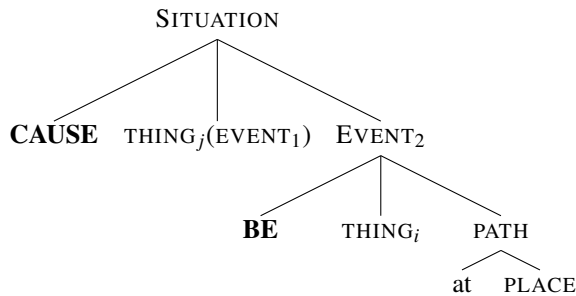 SITUATION
CAUSE THING_j(EVENT_1) EVENT_2
BE THING_i PATH
at PLACE